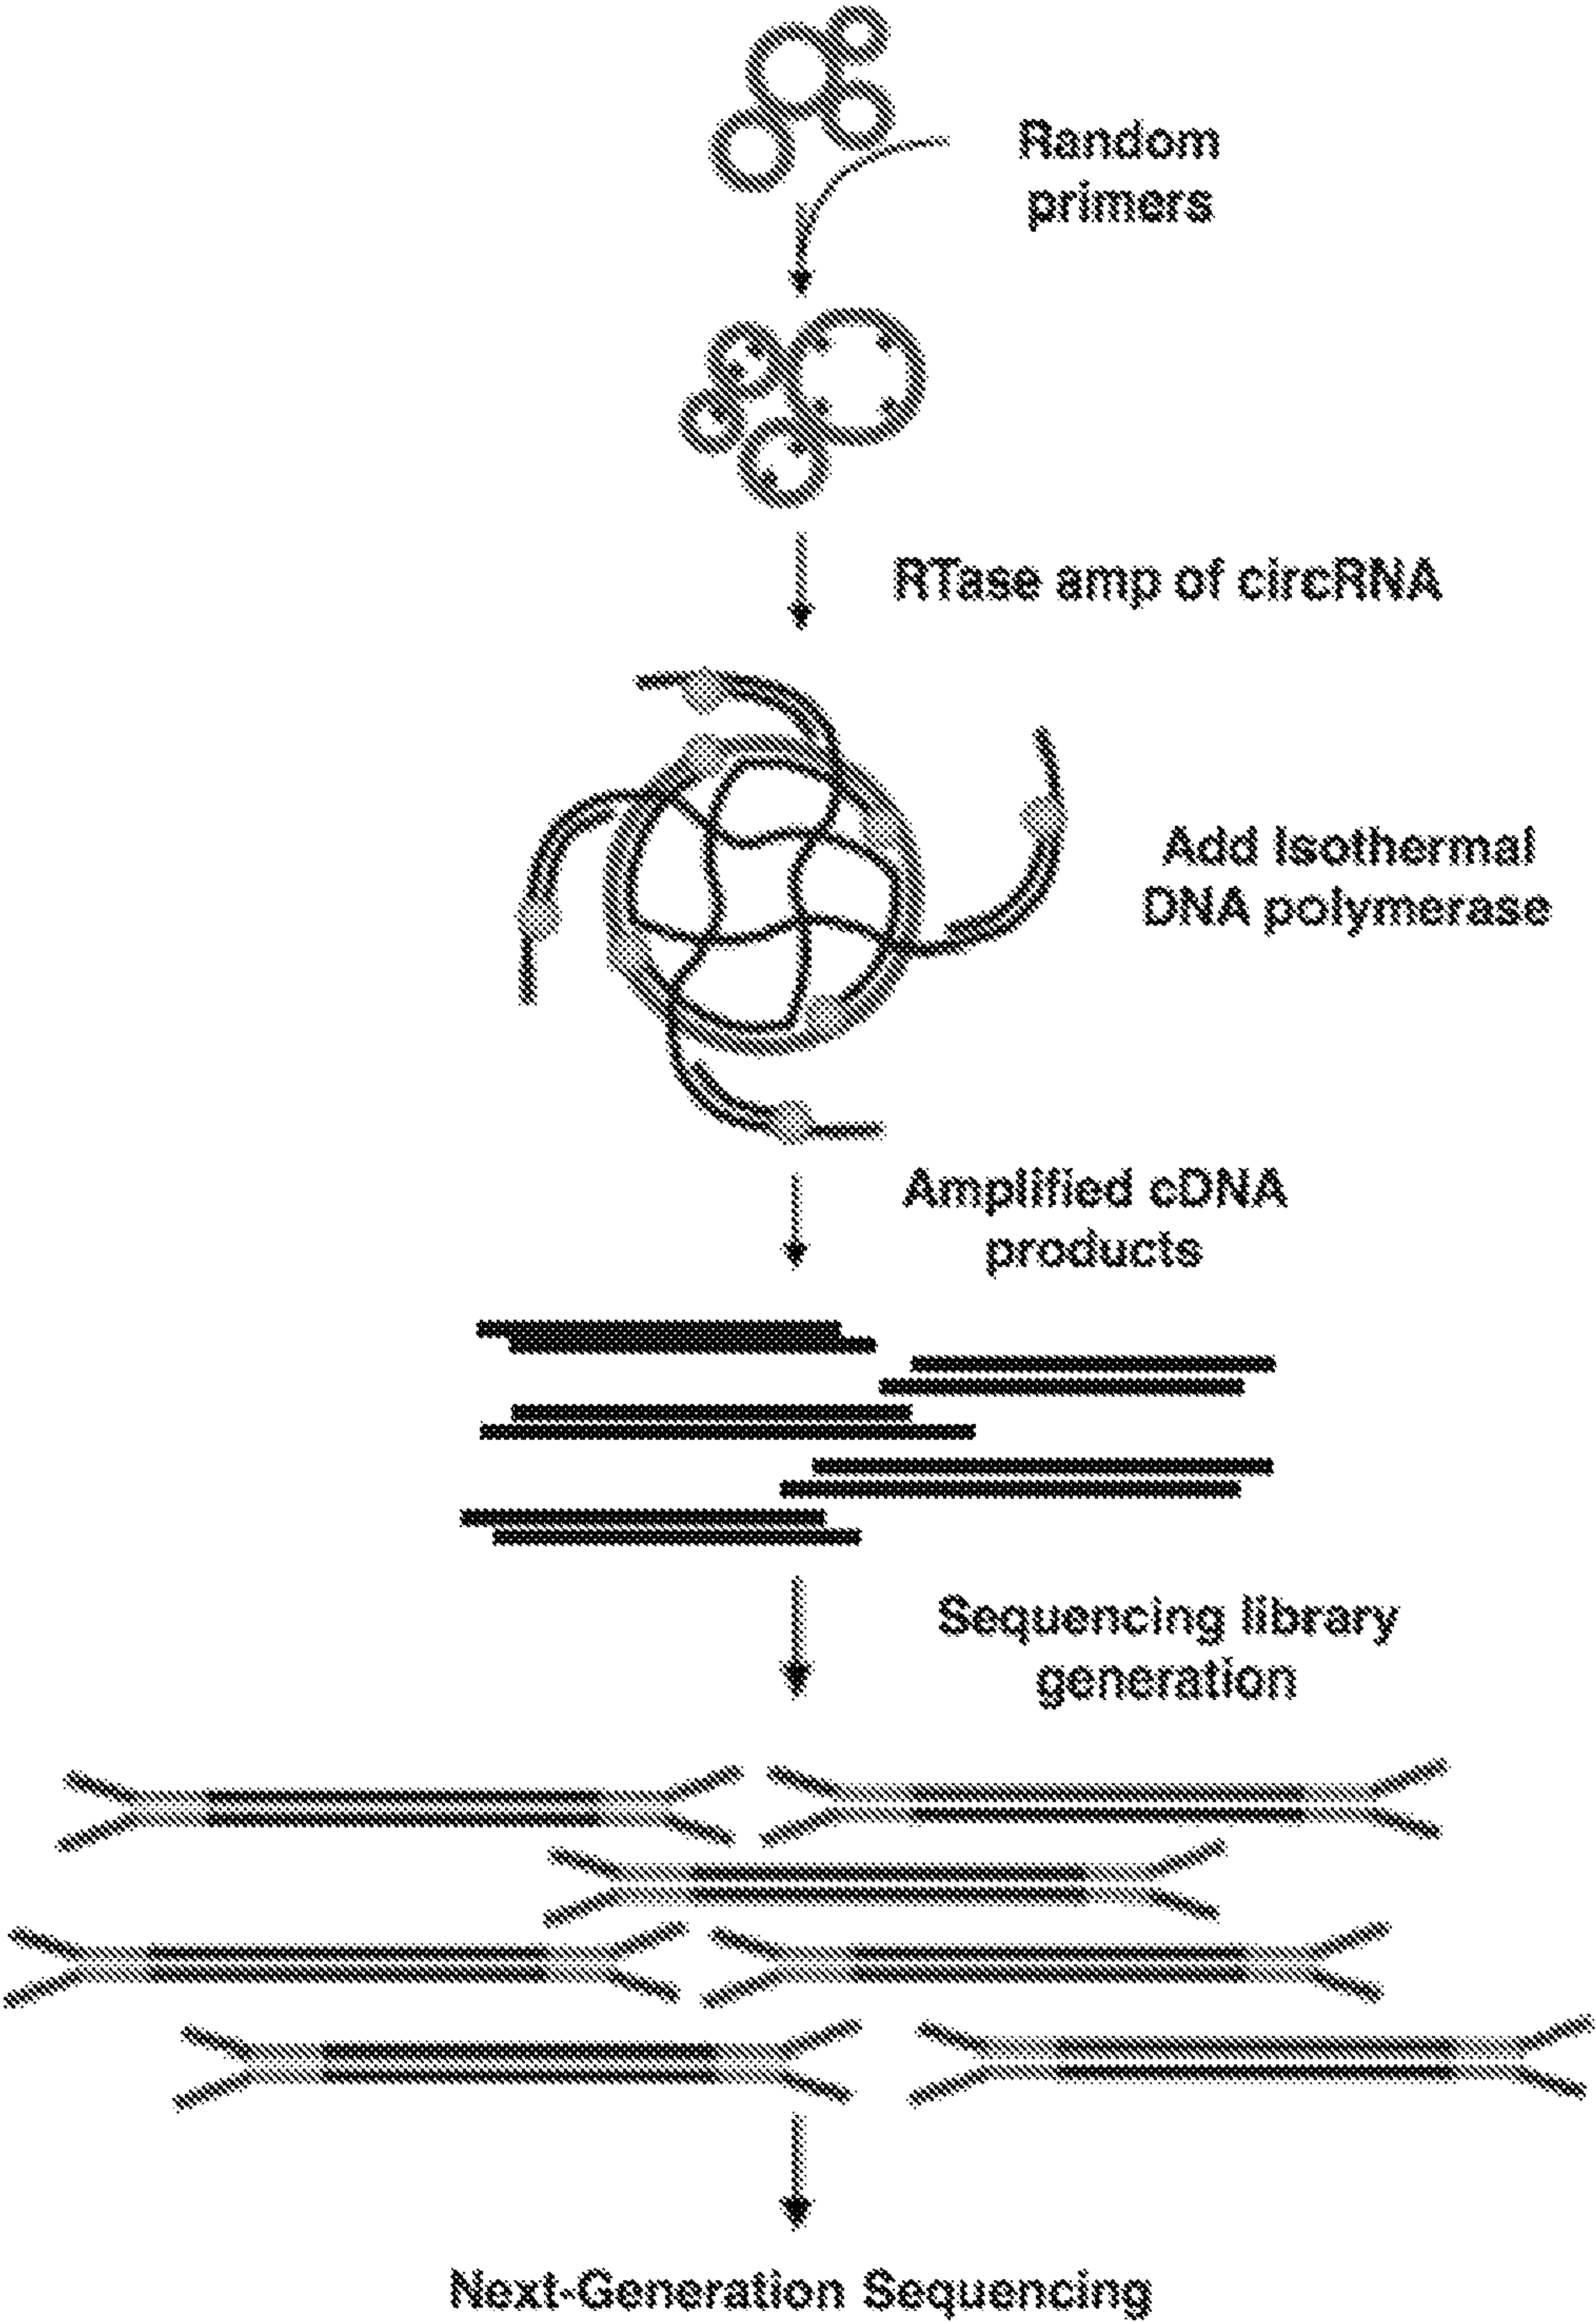 Random
primers
RTase amp of circRNA
Add Isothermal
DNA polymerase
Amplified cDNA
products
Sequencing library
generation
Next-Generation Sequencing